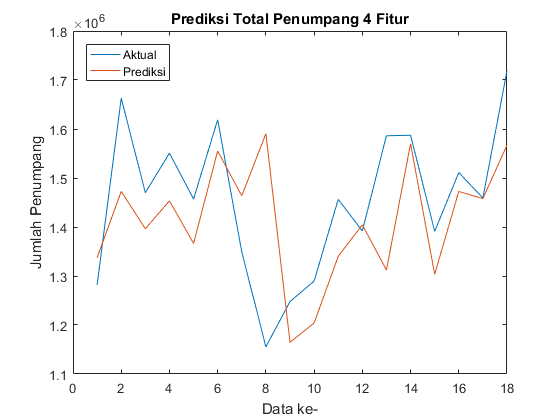 Prediksi Total Penumpang 4 Fitur
×10^6
1.8
1.7
1.6
1.5
1.4
1.3
1.2
1.1
Jumlah Penumpang
Aktual
Prediksi
0 2 4 6 8 10 12 14 16 18
Data ke-